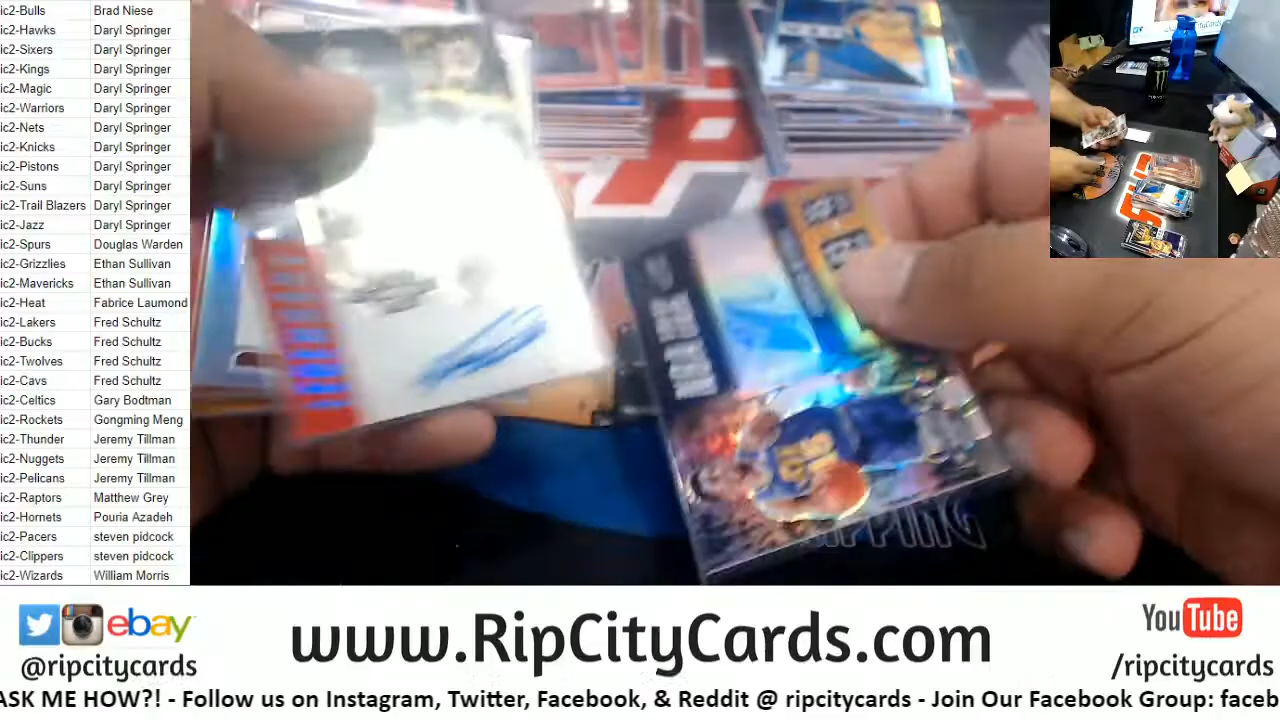 ic2-Bulls Brad Niese
ic2-Hawks Daryl Springer
ic2-Sixers Daryl Springer
ic2-Kings Daryl Springer
ic2-Magic Daryl Springer
ic2-Warriors Daryl Springer
ic2-Nets Daryl Springer
ic2-Knicks Daryl Springer
ic2-Pistons Daryl Springer
ic2-Suns Daryl Springer
ic2-Trail Blazers Daryl Springer
ic2-Jazz Daryl Springer
ic2-Spurs Douglas Warden
ic2-Grizzlies Ethan Sullivan
ic2-Mavericks Ethan Sullivan
ic2-Heat Fabrice Laumond
ic2-Lakers Fred Schultz
ic2-Bucks Fred Schultz
ic2-Twolves Fred Schultz
ic2-Cavs Fred Schultz
ic2-Celtics Gary Bodtman
ic2-Rockets Gongming Meng
ic2-Thunder Jeremy Tillman
ic2-Nuggets Jeremy Tillman
ic2-Pelicans Jeremy Tillman
ic2-Raptors Matthew Grey
ic2-Hornets Pouria Azadeh
ic2-Pacers steven pidcock
ic2-Clippers steven pidcock
ic2-Wizards William Morris
ebay
@ripcitycards
www.RipCityCards.com
YouTube
/ripcitycards
ASK ME HOW?! - Follow us on Instagram, Twitter, Facebook, & Reddit @ ripcitycards - Join Our Facebook Group: faceb